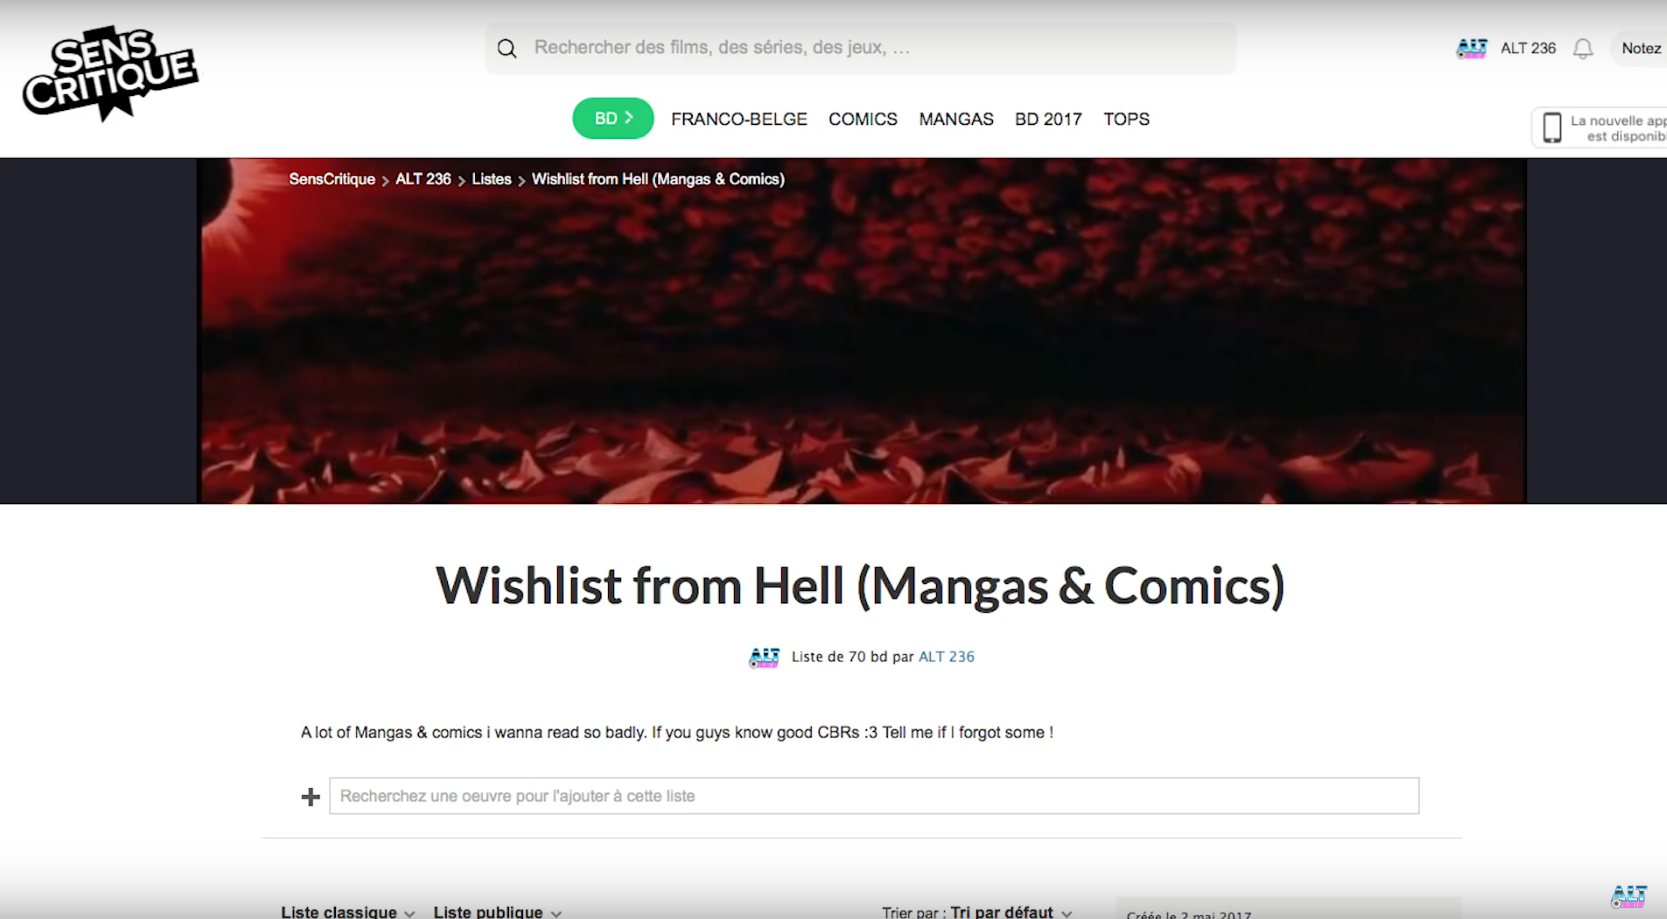 SENS
CRITIQUE
Rechercher des films, des séries, des jeux, ...
ALT
ALT 236
Notez
BD
FRANCO-BELGE
COMICS
MANGAS
BD 2017
TOPS
La nouvelle app
est disponib
SensCritique > ALT 236 > Listes > Wishlist from Hell (Mangas & Comics)
Wishlist from Hell (Mangas & Comics)
ALT
Liste de 70 bd par ALT 236
A lot of Mangas & comics i wanna read so badly. If you guys know good CBRs :3 Tell me if I forgot some !
Recherchez une oeuvre pour l'ajouter à cette liste
Liste classique
Liste publique
Trier par : Tri par défaut
Créée le 2 mai 2017
ALT